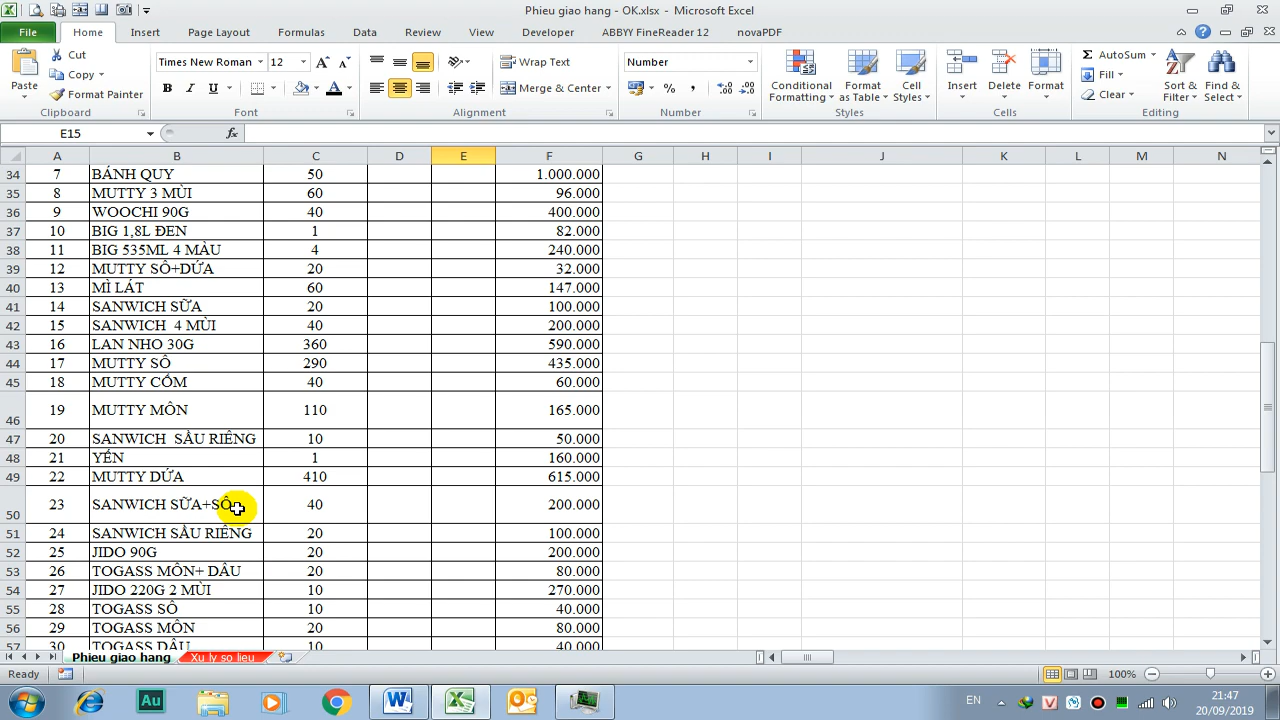 Phieu giao hang - OK.xlsx - Microsoft Excel
File Home Insert Page Layout Formulas Data Review View Developer ABBYY FineReader 12 novaPDF
Cut
Copy
Format Painter
Paste
Clipboard
Times New Roman 12
B I U
Font
Wrap Text
Merge & Center
Alignment
Number
% ,
Number
Conditional Formatting
Format as Table
Cell Styles
Styles
Insert Delete Format
Cells
AutoSum
Fill
Clear
Sort & Filter
Find & Select
Editing
E15 fx
A B C D E F G H I J K L M N
34 7 BÁNH QUY 50 1.000.000
35 8 MUTTY 3 MÙI 60 96.000
36 9 WOOCHI 90G 40 400.000
37 10 BIG 1,8L ĐEN 1 82.000
38 11 BIG 535ML 4 MÀU 4 240.000
39 12 MUTTY SÔ+DỨA 20 32.000
40 13 MÌ LÁT 60 147.000
41 14 SANWICH SỮA 20 100.000
42 15 SANWICH 4 MÙI 40 200.000
43 16 LAN NHO 30G 360 590.000
44 17 MUTTY SÔ 290 435.000
45 18 MUTTY CỐM 40 60.000
46 19 MUTTY MÔN 110 165.000
47 20 SANWICH SẦU RIÊNG 10 50.000
48 21 YẾN 1 160.000
49 22 MUTTY DỨA 410 615.000
50 23 SANWICH SỮA+SÔ 40 200.000
51 24 SANWICH SẦU RIÊNG 20 100.000
52 25 JIDO 90G 20 200.000
53 26 TOGASS MÔN+ DÂU 20 80.000
54 27 JIDO 220G 2 MÙI 10 270.000
55 28 TOGASS SÔ 10 40.000
56 29 TOGASS MÔN 20 80.000
57 30 TOGASS DÂU 10 40.000
Phieu giao hang Xu ly so lieu
Ready 100%
EN 21:47
20/09/2019